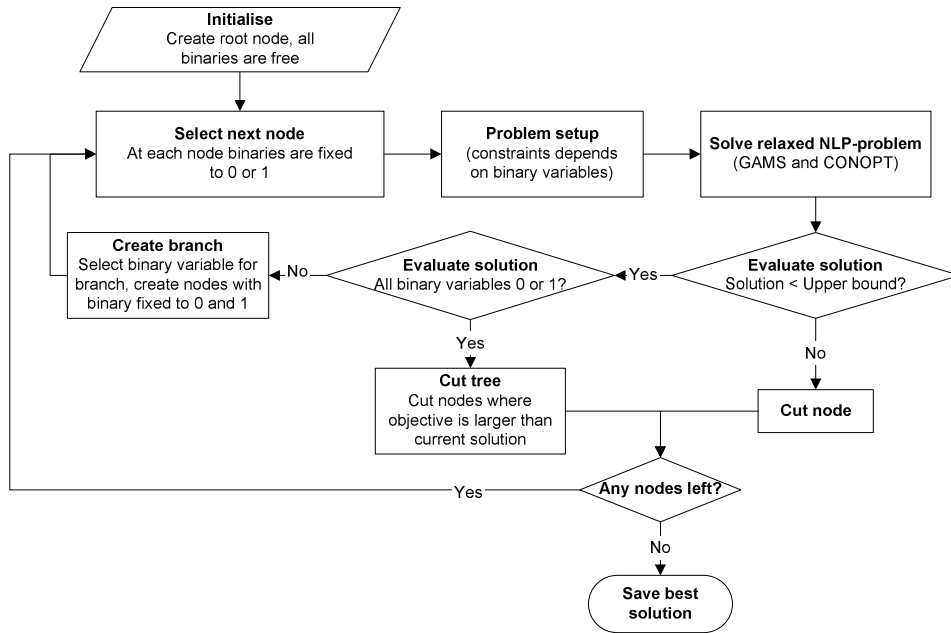 Initialise
Create root node, all
binaries are free
Select next node
At each node binaries are fixed
to 0 or 1
Problem setup
(constraints depends
on binary variables)
Solve relaxed NLP-problem
(GAMS and CONOPT)
Create branch
Select binary variable for
branch, create nodes with
binary fixed to 0 and 1
No
Evaluate solution
All binary variables 0 or 1?
Yes
Evaluate solution
Solution < Upper bound?
Yes
No
Cut tree
Cut nodes where
objective is larger than
current solution
Cut node
Any nodes left?
Yes
No
Save best
solution